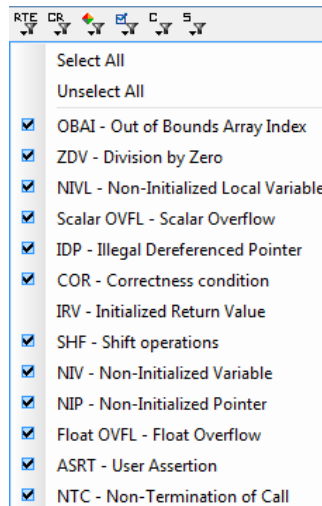 RTE CR C S
Select All
Unselect All
OBAI - Out of Bounds Array Index
ZDV - Division by Zero
NIVL - Non-Initialized Local Variable
Scalar OVFL - Scalar Overflow
IDP - Illegal Dereferenced Pointer
COR - Correctness condition
IRV - Initialized Return Value
SHF - Shift operations
NIV - Non-Initialized Variable
NIP - Non-Initialized Pointer
Float OVFL - Float Overflow
ASRT - User Assertion
NTC - Non-Termination of Call